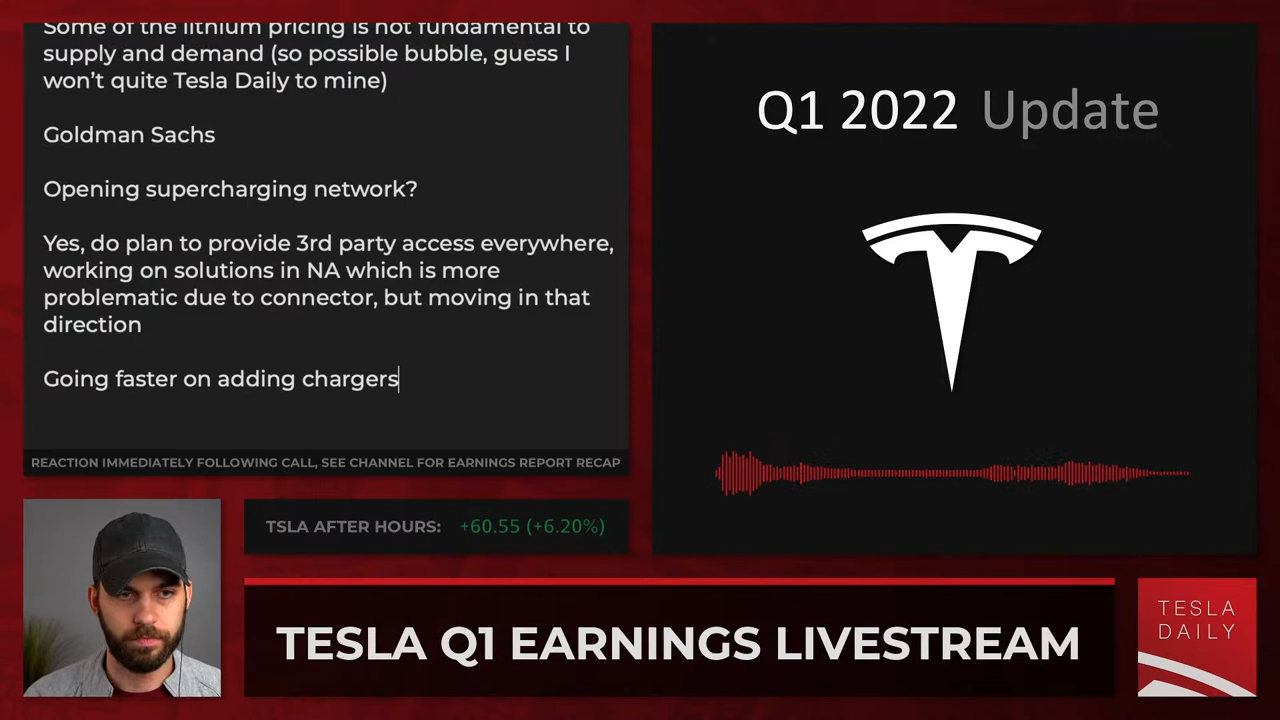 Some of the lithium pricing is not fundamental to
supply and demand (so possible bubble, guess I
won’t quite Tesla Daily to mine)
Goldman Sachs
Opening supercharging network?
Yes, do plan to provide 3rd party access everywhere,
working on solutions in NA which is more
problematic due to connector, but moving in that
direction
Going faster on adding chargers
REACTION IMMEDIATELY FOLLOWING CALL, SEE CHANNEL FOR EARNINGS REPORT RECAP
Q1 2022 Update
TSLA AFTER HOURS: +60.55 (+6.20%)
TESLA Q1 EARNINGS LIVESTREAM
TESLA
DAILY